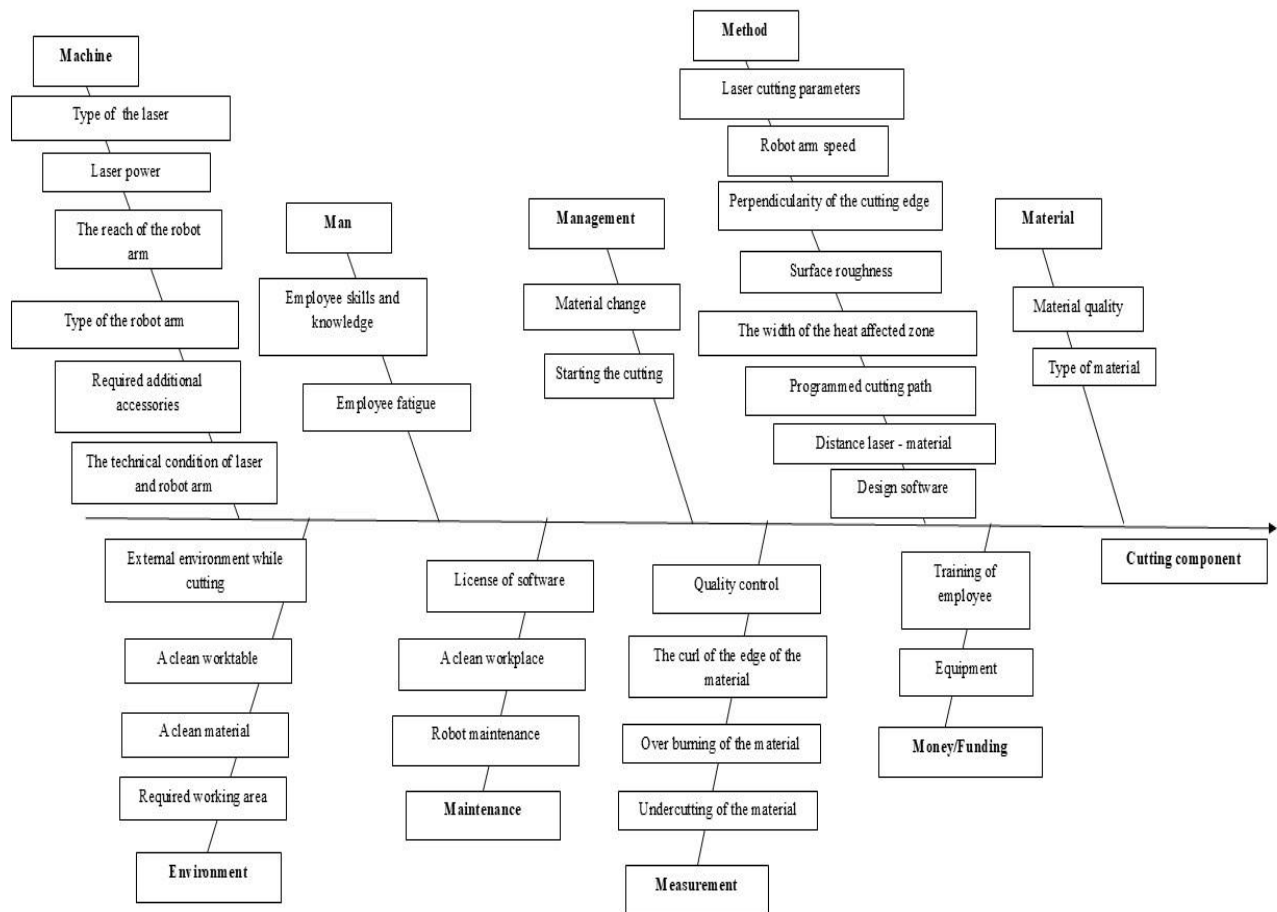 Machine
Type of the laser
Laser power
The reach of the robot
arm
Type of the robot arm
Required additional
accessories
The technical condition of laser
and robot arm
Man
Employee skills and
knowledge
Employee fatigue
Management
Material change
Starting the cutting
Method
Laser cutting parameters
Robot arm speed
Perpendicularity of the cutting edge
Surface roughness
The width of the heat affected zone
Programmed cutting path
Distance laser - material
Design software
Material
Material quality
Type of material
External environment while
cutting
A clean worktable
A clean material
Required working area
Environment
License of software
A clean workplace
Robot maintenance
Maintenance
Quality control
The curl of the edge of the
material
Over burning of the material
Undercutting of the material
Measurement
Training of
employee
Equipment
Money/Funding
Cutting component